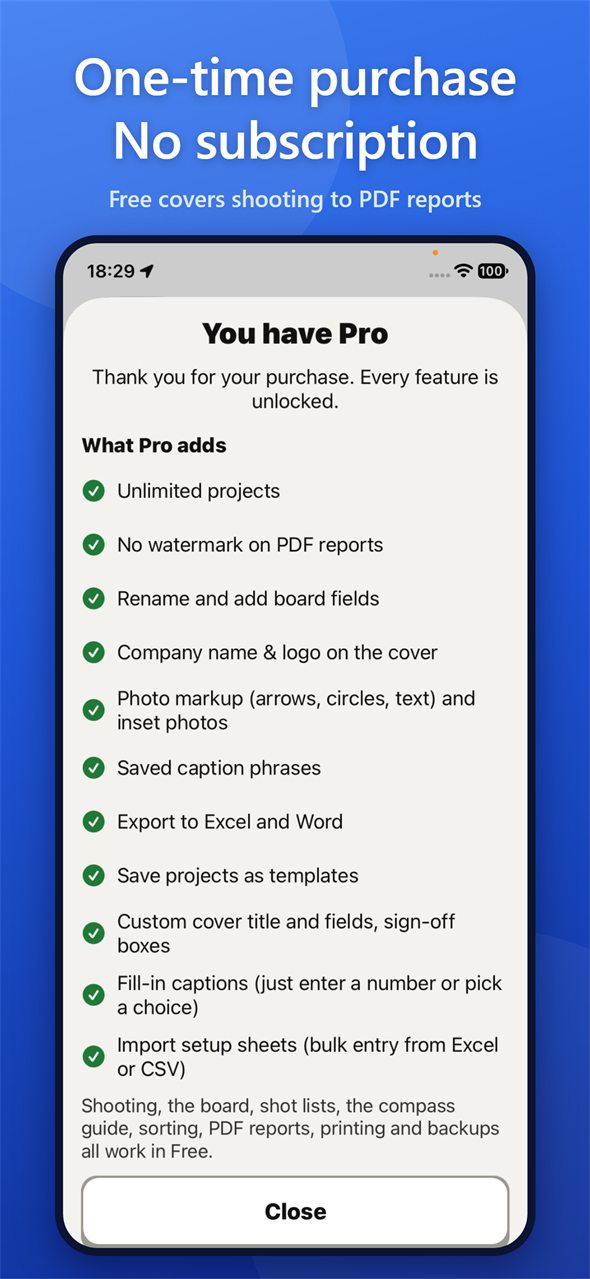 One-time purchase
No subscription
Free covers shooting to PDF reports
18:29
100
You have Pro
Thank you for your purchase. Every feature is
unlocked.
What Pro adds
Unlimited projects
No watermark on PDF reports
Rename and add board fields
Company name & logo on the cover
Photo markup (arrows, circles, text) and
inset photos
Saved caption phrases
Export to Excel and Word
Save projects as templates
Custom cover title and fields, sign-off
boxes
Fill-in captions (just enter a number or pick
a choice)
Import setup sheets (bulk entry from Excel
or CSV)
Shooting, the board, shot lists, the compass
guide, sorting, PDF reports, printing and backups
all work in Free.
Close